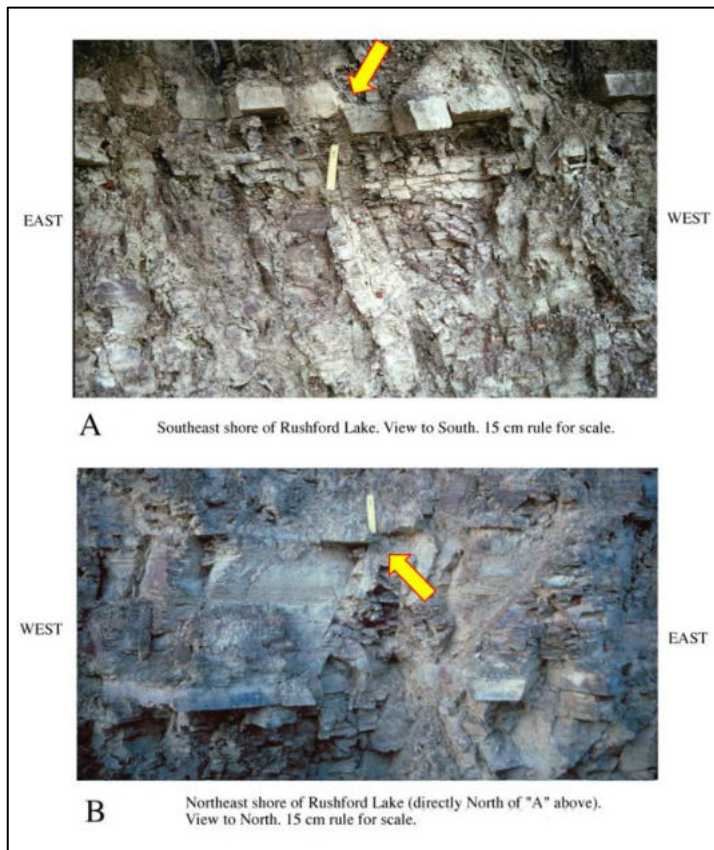 EAST
WEST
A
Southeast shore of Rushford Lake. View to South. 15 cm rule for scale.
WEST
EAST
B
Northeast shore of Rushford Lake (directly North of "A" above).
View to North. 15 cm rule for scale.